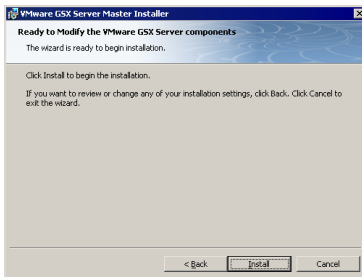 VMware GSX Server Master Installer
Ready to Modify the VMware GSX Server components
The wizard is ready to begin installation.
Click Install to begin the installation.
If you want to review or change any of your installation settings, click Back. Click Cancel to
exit the wizard.
< Back
Install
Cancel